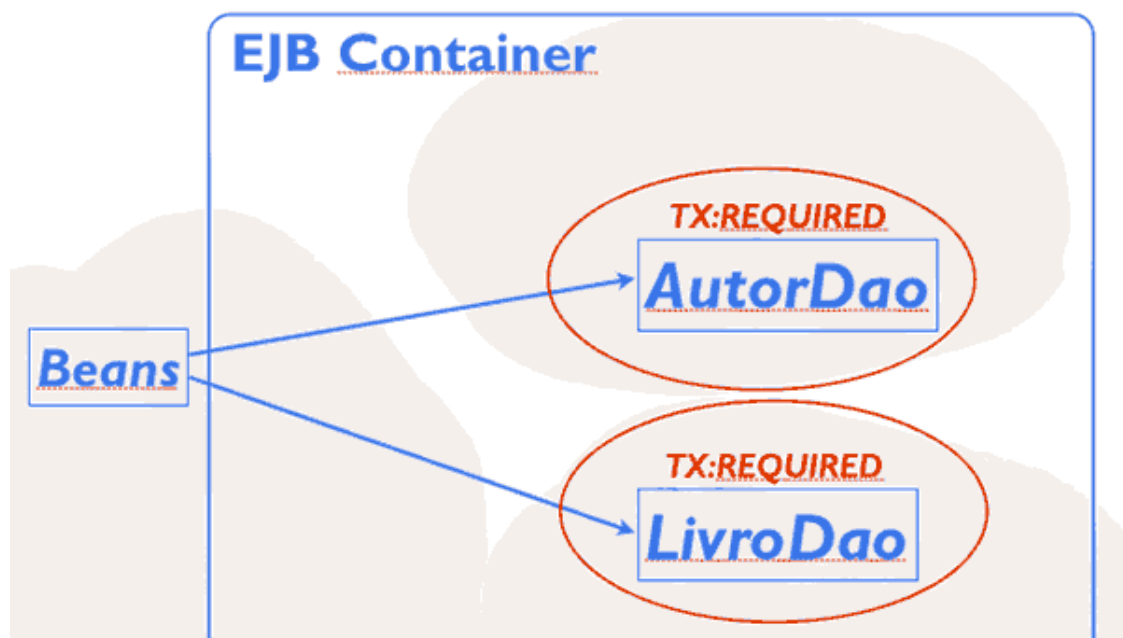 EJB Container
TX:REQUIRED
AutorDao
Beans
TX:REQUIRED
LivroDao